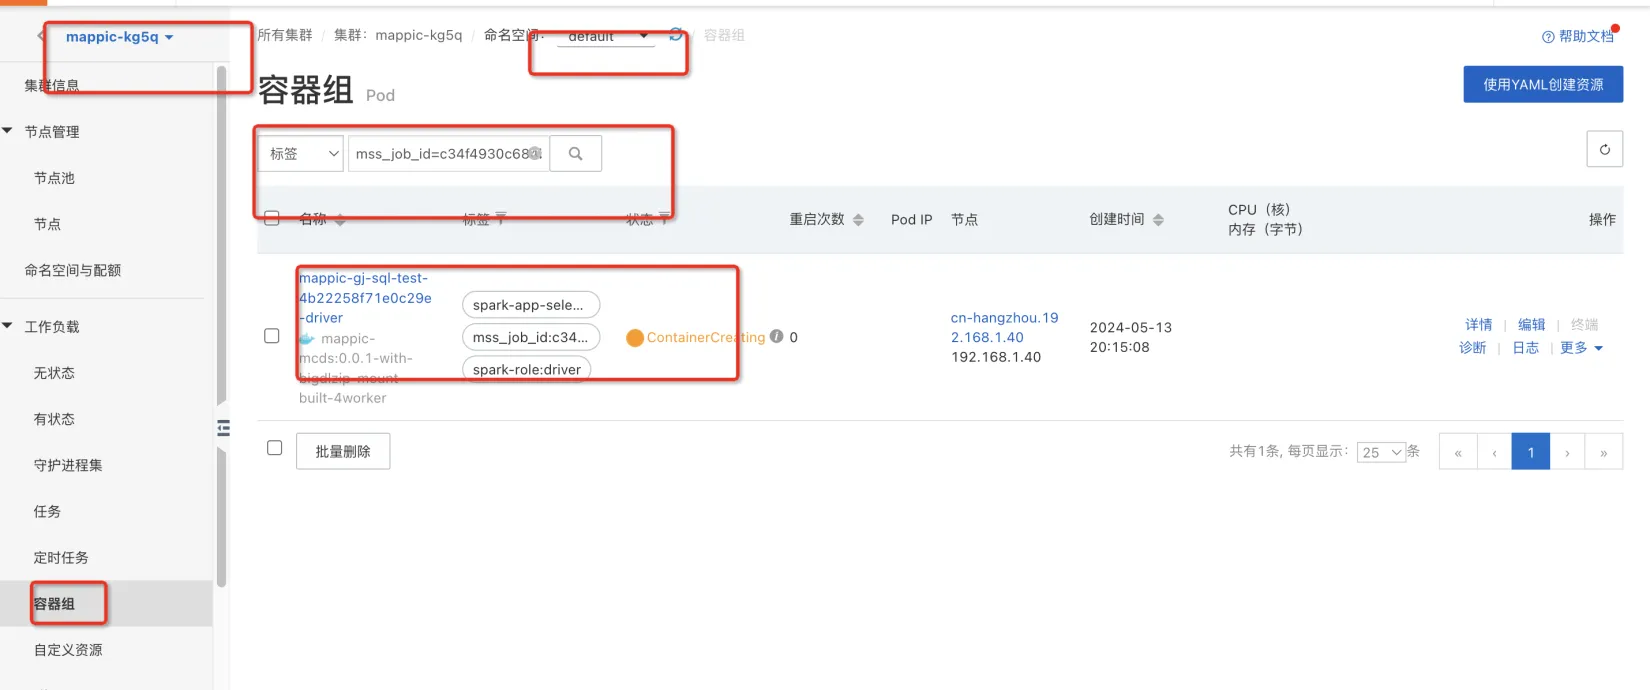 mappic-kg5q
所有集群 / 集群: mappic-kg5q / 命名空间: default / 容器组
帮助文档
集群信息
节点管理
节点池
节点
命名空间与配额
工作负载
无状态
有状态
守护进程集
任务
定时任务
容器组
自定义资源
容器组 Pod
使用YAML创建资源
标签 mss_job_id=c34f4930c68
名称 标签 状态 重启次数 Pod IP 节点 创建时间 CPU（核） 操作
内存（字节）
mappic-gj-sql-test-
4b22258f71e0c29e
-driver
mappic-
mcds:0.0.1-with-
bigdlzip-mount-
built-4worker
spark-app-sele...
mss_job_id:c34...
spark-role:driver
ContainerCreating
0
cn-hangzhou.19
2.168.1.40
192.168.1.40
2024-05-13
20:15:08
详情 | 编辑 | 终端
诊断 | 日志 | 更多
批量删除
共有1条, 每页显示: 25 条
« ‹ 1 › »